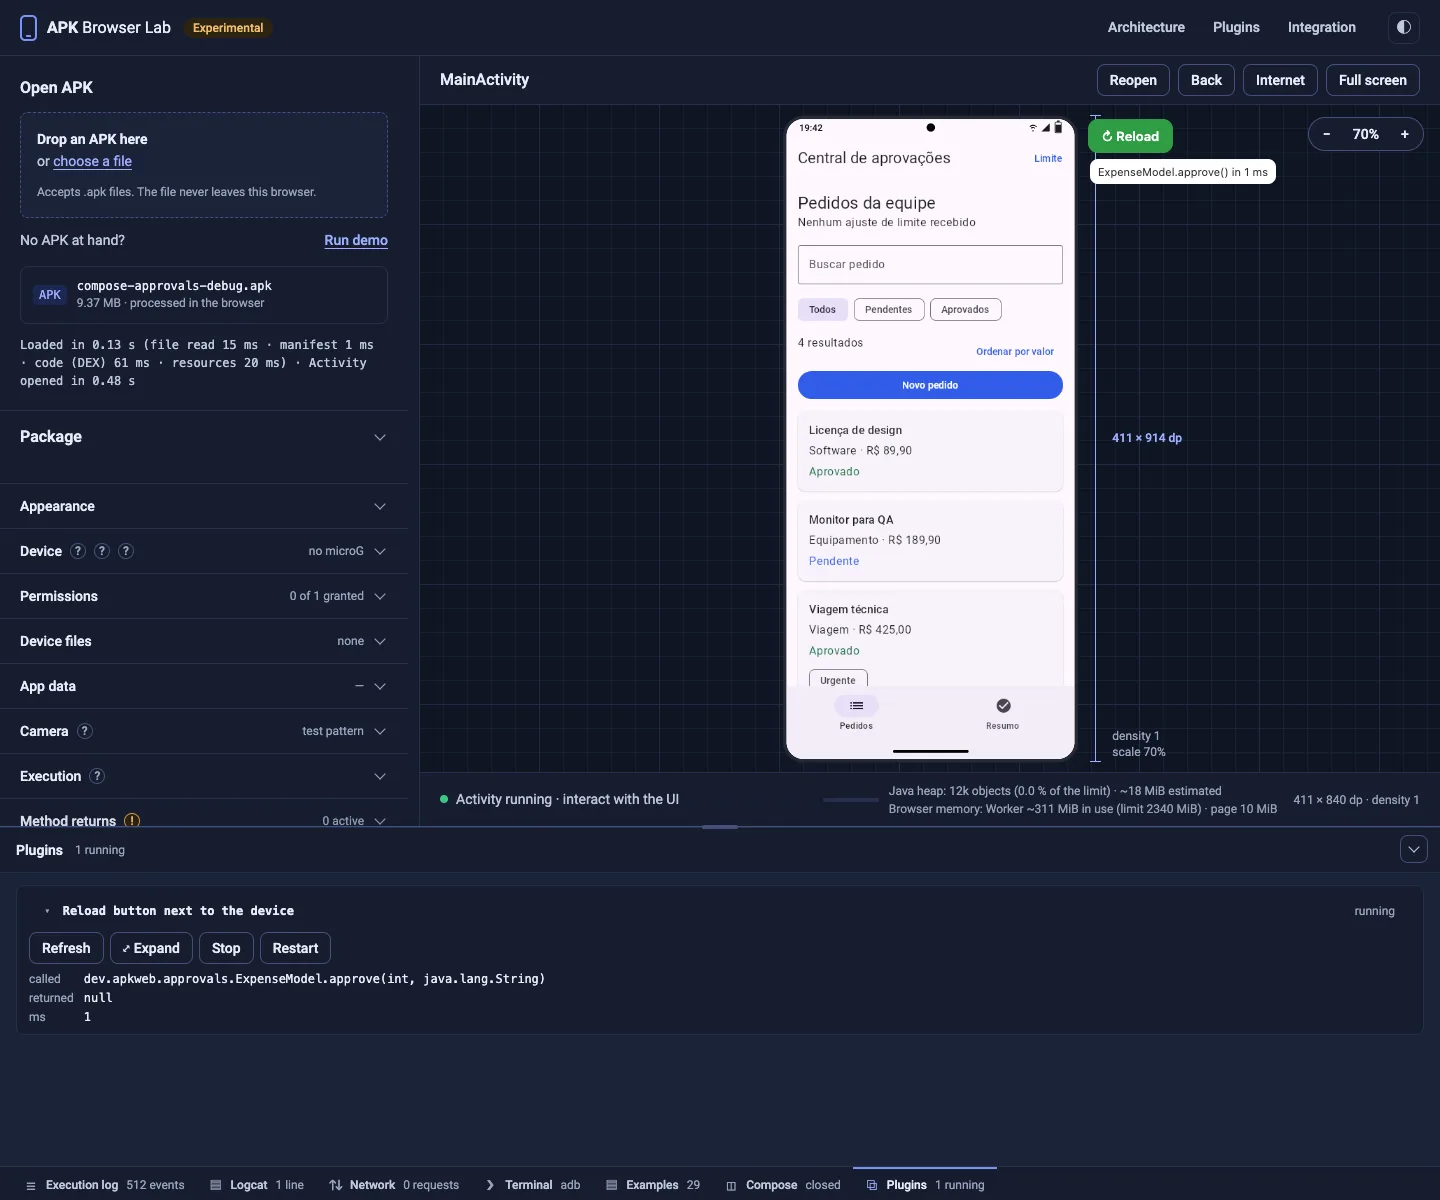 APK Browser Lab Experimental
Architecture Plugins Integration
Open APK
Drop an APK here
or choose a file
Accepts .apk files. The file never leaves this browser.
No APK at hand? Run demo
APK
compose-approvals-debug.apk
9.37 MB · processed in the browser
Loaded in 0.13 s (file read 15 ms · manifest 1 ms
· code (DEX) 61 ms · resources 20 ms) · Activity
opened in 0.48 s
Package
Appearance
Device ? ? ? no microG
Permissions 0 of 1 granted
Device files none
App data –
Camera ? test pattern
Execution ?
Method returns ! 0 active
MainActivity
Reopen Back Internet Full screen
19:42
Central de aprovações Limite
Pedidos da equipe
Nenhum ajuste de limite recebido
Buscar pedido
Todos Pendentes Aprovados
4 resultados
Ordenar por valor
Novo pedido
Licença de design
Software · R$ 89,90
Aprovado
Monitor para QA
Equipamento · R$ 189,90
Pendente
Viagem técnica
Viagem · R$ 425,00
Aprovado
Urgente
Pedidos Resumo
Reload
ExpenseModel.approve() in 1 ms
− 70% +
411 × 914 dp
density 1
scale 70%
Activity running · interact with the UI
Java heap: 12k objects (0.0 % of the limit) · ~18 MiB estimated
Browser memory: Worker ~311 MiB in use (limit 2340 MiB) · page 10 MiB
411 × 840 dp · density 1
Plugins 1 running
Reload button next to the device running
Refresh Expand Stop Restart
called dev.apkweb.approvals.ExpenseModel.approve(int, java.lang.String)
returned null
ms 1
Execution log 512 events Logcat 1 line Network 0 requests Terminal adb Examples 29 Compose closed Plugins 1 running